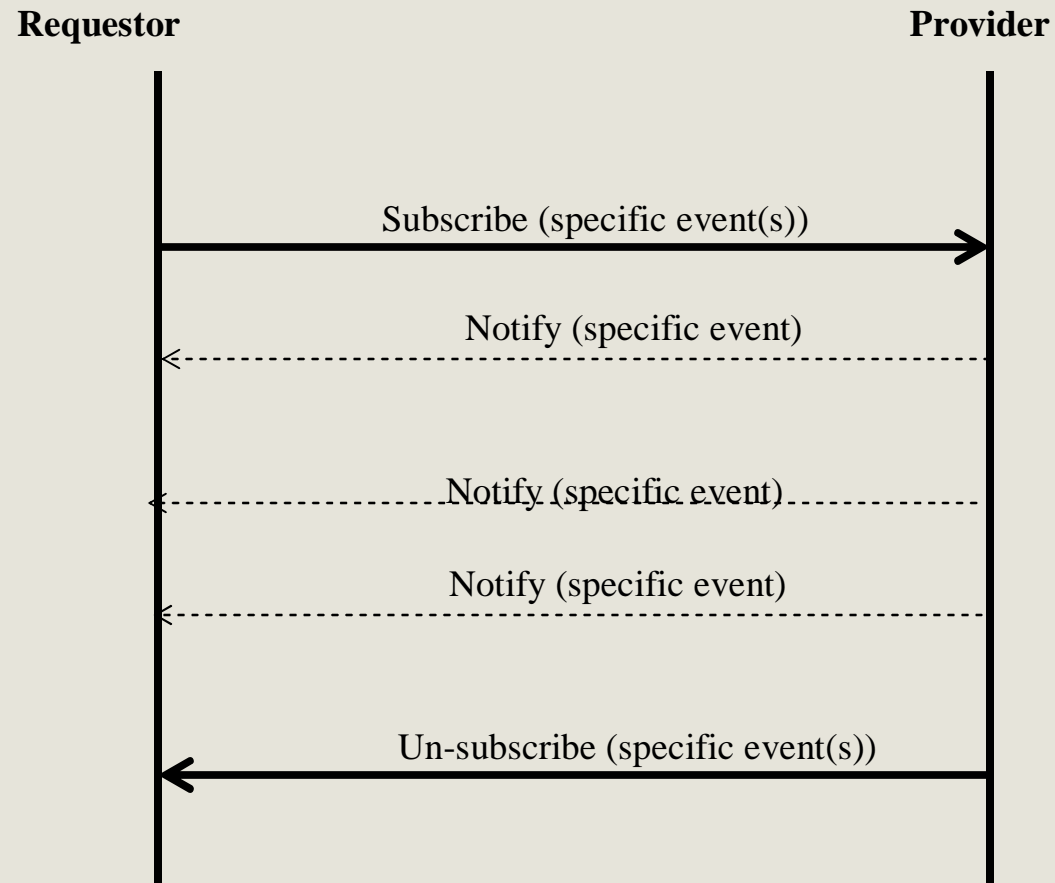 Requestor
Provider
Subscribe (specific event(s))
Notify (specific event)
Notify (specific event)
Notify (specific event)
Un-subscribe (specific event(s))